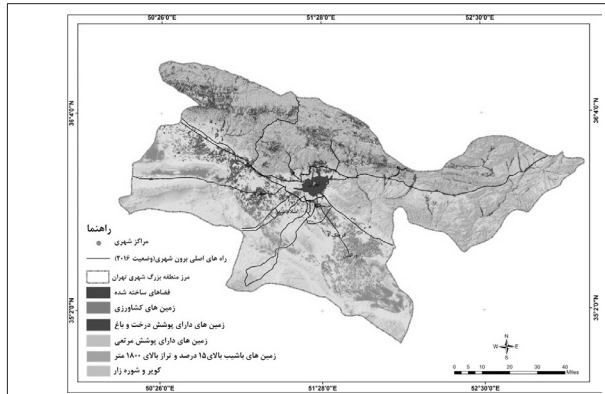 50°26'0"E
51°28'0"E
52°30'0"E
36°4'0"N
36°4'0"N
35°2'0"N
35°2'0"N
راهنما
مراکز شهری
راه های اصلی برون شهری(وضعیت ۲۰۱۶)
مرز منطقه بزرگ شهری تهران
فضاهای ساخته شده
زمین های کشاورزی
زمین های دارای پوشش درخت و باغ
زمین های دارای پوشش مرتعی
زمین های باشیب بالای ۱۵ درصد و تراز بالای ۱۸۰۰ متر
کویر و شوره زار
N
W E
S
0 5 10 20 30 40
Miles
50°26'0"E
51°28'0"E
52°30'0"E